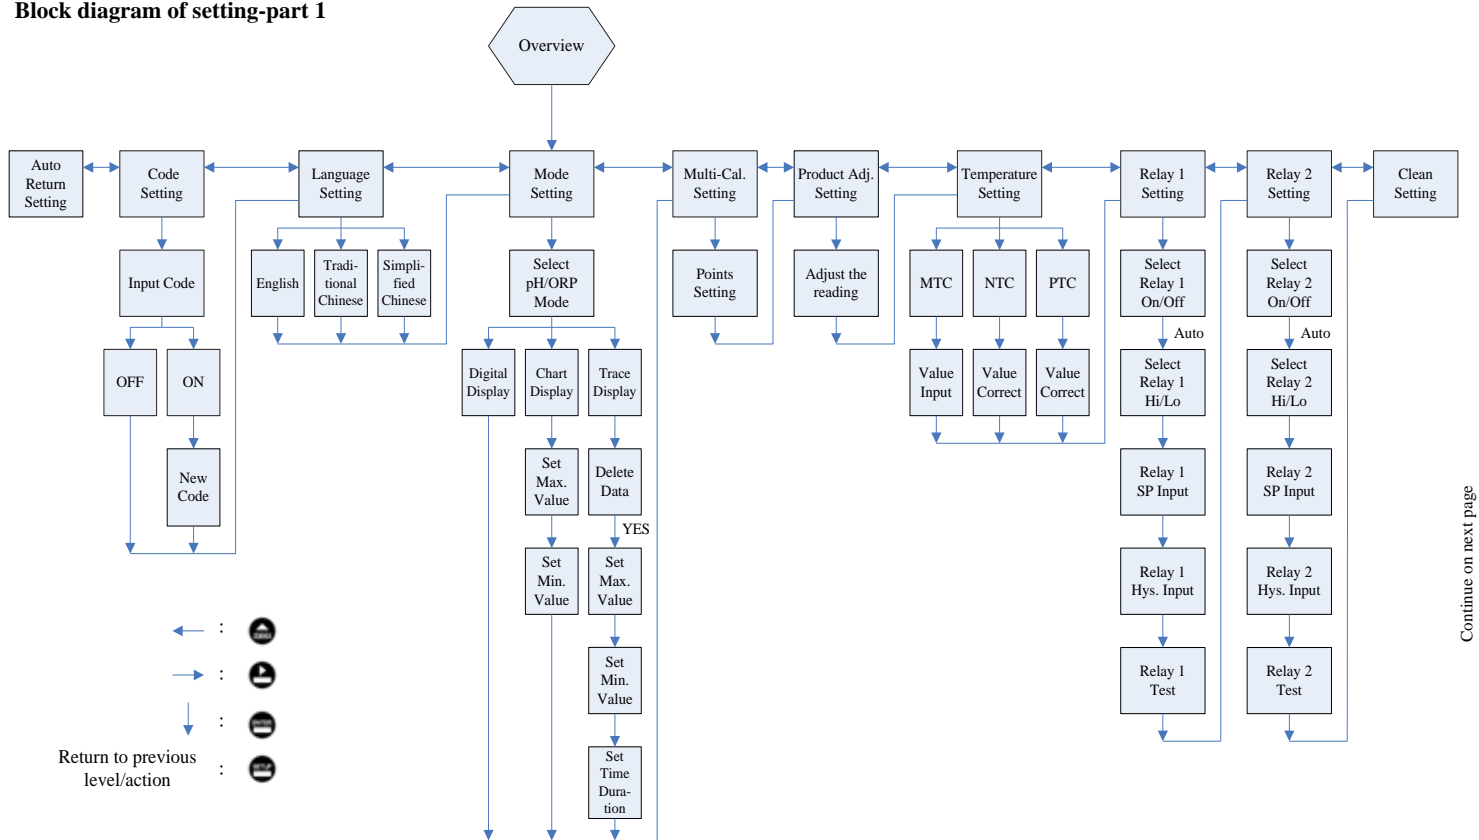 Block diagram of setting-part 1
Overview
Auto
Return
Setting
Code
Setting
Language
Setting
Mode
Setting
Multi-Cal.
Setting
Product Adj.
Setting
Temperature
Setting
Relay 1
Setting
Relay 2
Setting
Clean
Setting
Input Code
English
Tradi-
tional
Chinese
Simpli-
fied
Chinese
Select
pH/ORP
Mode
Points
Setting
Adjust the
reading
MTC
NTC
PTC
Select
Relay 1
On/Off
Select
Relay 2
On/Off
Auto
Auto
OFF
ON
Digital
Display
Chart
Display
Trace
Display
Value
Input
Value
Correct
Value
Correct
Select
Relay 1
Hi/Lo
Select
Relay 2
Hi/Lo
New
Code
Set
Max.
Value
Delete
Data
Relay 1
SP Input
Relay 2
SP Input
YES
Set
Min.
Value
Set
Max.
Value
Relay 1
Hys. Input
Relay 2
Hys. Input
Continue on next page
:
:
Set
Min.
Value
Relay 1
Test
Relay 2
Test
:
ENTER
Return to previous
level/action
:
SETUP
Set
Time
Dura-
tion